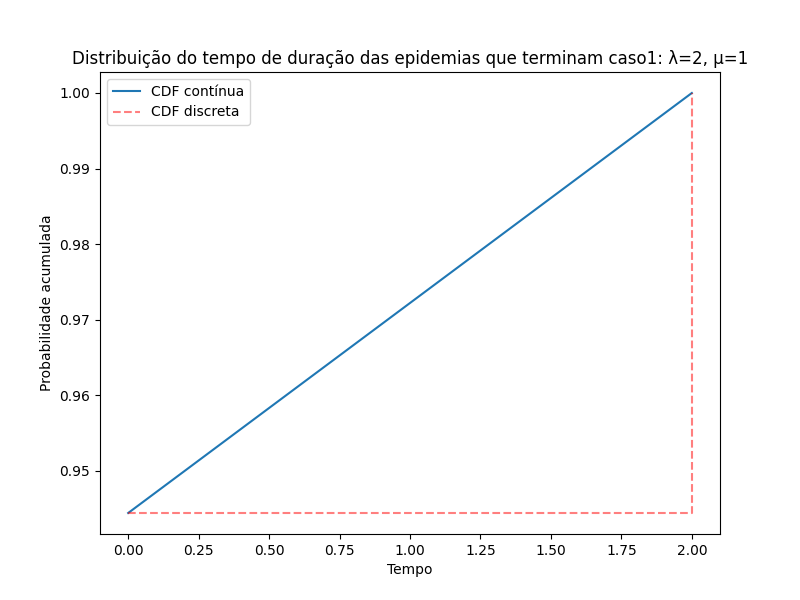 Distribuição do tempo de duração das epidemias que terminam caso1: λ=2, μ=1
CDF contínua
CDF discreta
1.00
0.99
0.98
0.97
0.96
0.95
Probabilidade acumulada
0.00 0.25 0.50 0.75 1.00 1.25 1.50 1.75 2.00
Tempo